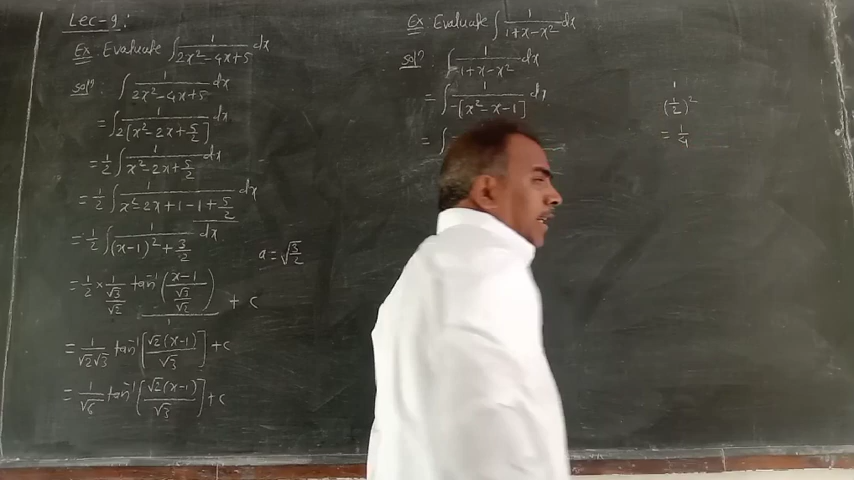 Lec-9:
Ex. Evaluate ∫ 1/(2x²-4x+5) dx
Solⁿ: ∫ 1/(2x²-4x+5) dx
= ∫ 1/(2[x²-2x+5/2]) dx
= 1/2 ∫ 1/(x²-2x+5/2) dx
= 1/2 ∫ 1/(x²-2x+1-1+5/2) dx
= 1/2 ∫ 1/((x-1)²+3/2) dx
a = √(3/2)
= 1/2 × 1/(√3/√2) tan⁻¹((x-1)/(√3/√2)) + c
= 1/(√2√3) tan⁻¹[√2(x-1)/√3] + c
= 1/√6 tan⁻¹[√2(x-1)/√3] + c
Ex. Evaluate ∫ 1/(1+x-x²) dx
Solⁿ: ∫ 1/(1+x-x²) dx
= ∫ 1/(-[x²-x-1]) dx
= ∫
1
(1/2)²
= 1/4